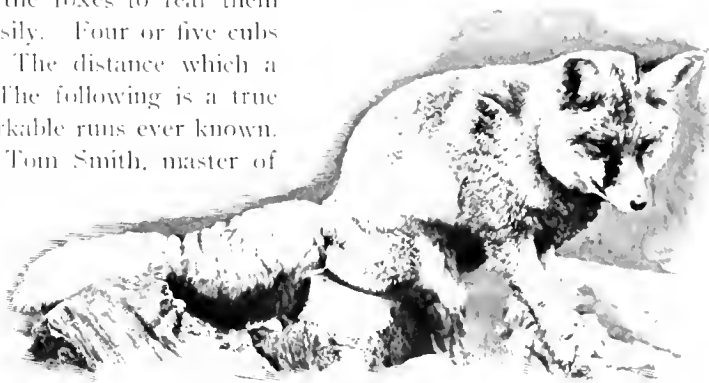 the foxes to rear them
sily. Four or five cubs
The distance which a
The following is a true
rkable runs ever known.
Tom Smith, master of